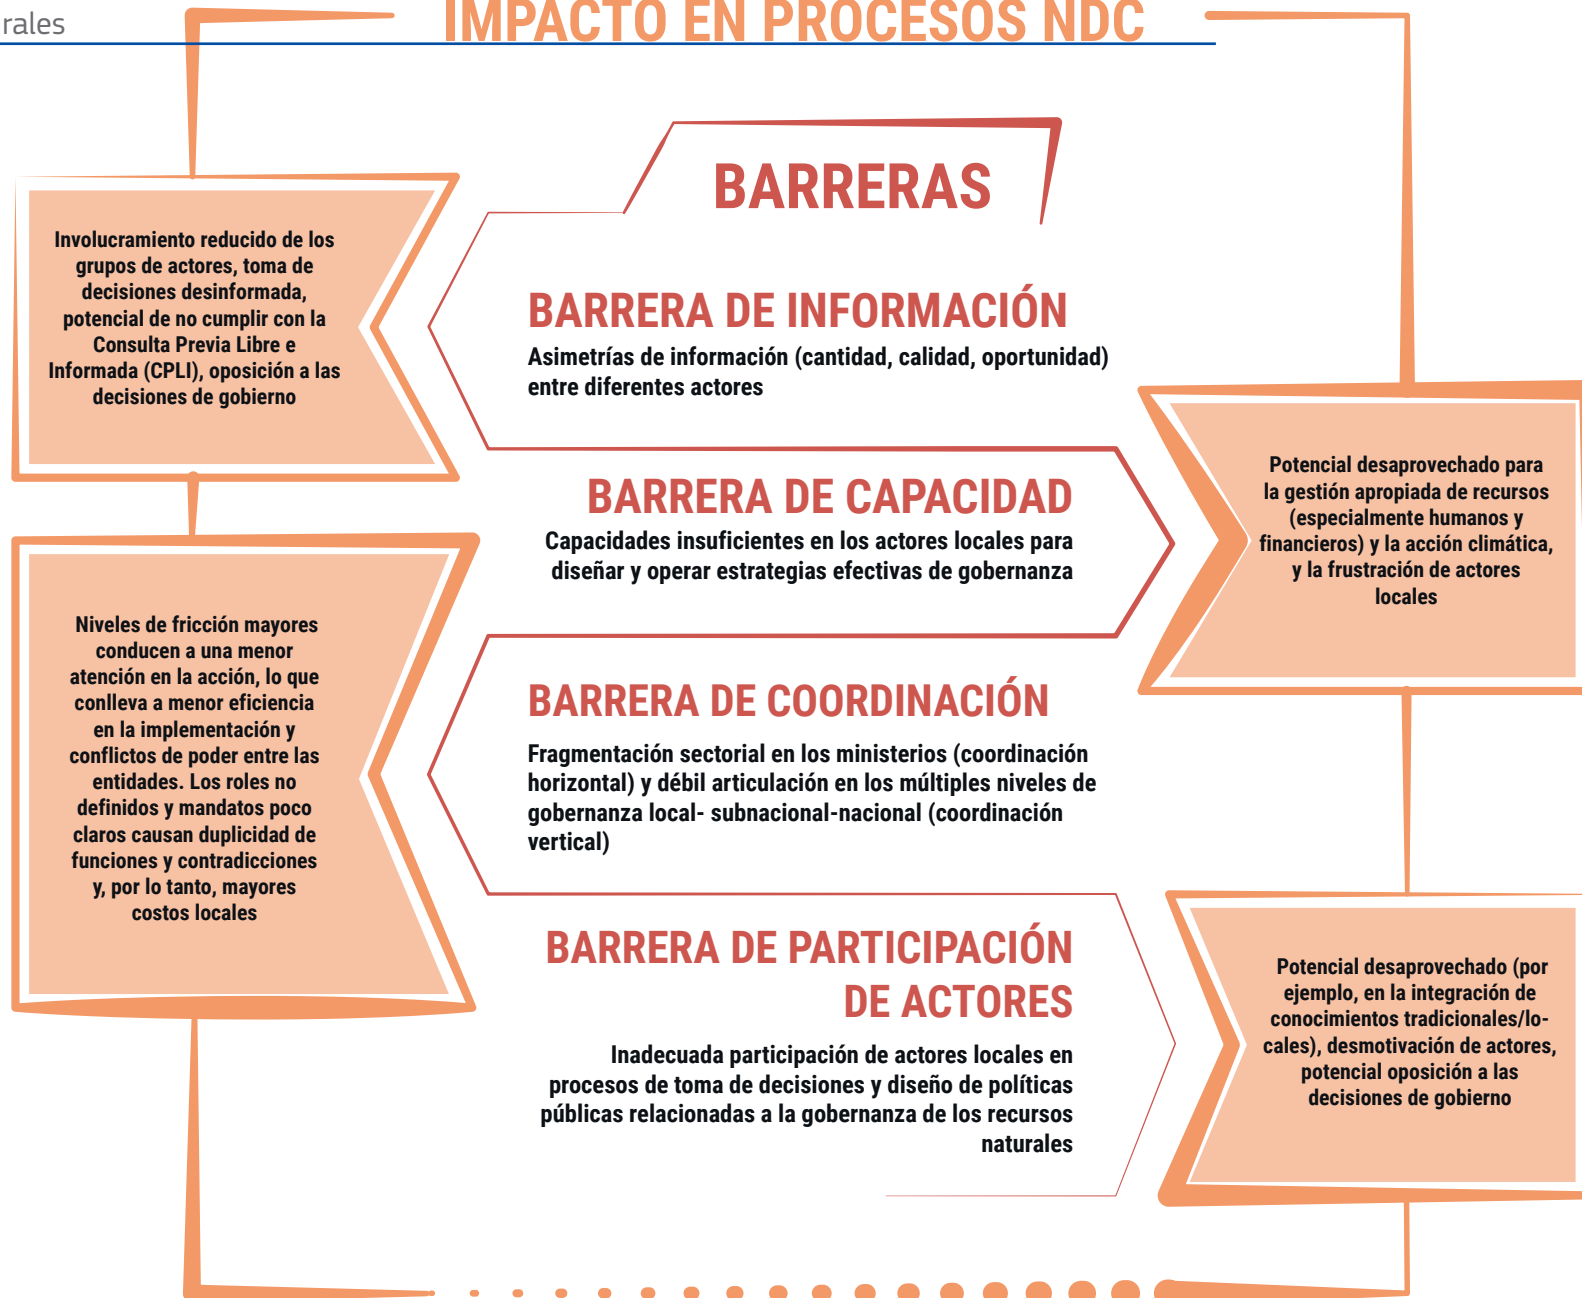 rales
IMPACTO EN PROCESOS NDC
BARRERAS
Involucramiento reducido de los
grupos de actores, toma de
decisiones desinformada,
potencial de no cumplir con la
Consulta Previa Libre e
Informada (CPLI), oposición a las
decisiones de gobierno
BARRERA DE INFORMACIÓN
Asimetrías de información (cantidad, calidad, oportunidad)
entre diferentes actores
BARRERA DE CAPACIDAD
Capacidades insuficientes en los actores locales para
diseñar y operar estrategias efectivas de gobernanza
Potencial desaprovechado para
la gestión apropiada de recursos
(especialmente humanos y
financieros) y la acción climática,
y la frustración de actores
locales
Niveles de fricción mayores
conducen a una menor
atención en la acción, lo que
conlleva a menor eficiencia
en la implementación y
conflictos de poder entre las
entidades. Los roles no
definidos y mandatos poco
claros causan duplicidad de
funciones y contradicciones
y, por lo tanto, mayores
costos locales
BARRERA DE COORDINACIÓN
Fragmentación sectorial en los ministerios (coordinación
horizontal) y débil articulación en los múltiples niveles de
gobernanza local- subnacional-nacional (coordinación
vertical)
BARRERA DE PARTICIPACIÓN
DE ACTORES
Inadecuada participación de actores locales en
procesos de toma de decisiones y diseño de políticas
públicas relacionadas a la gobernanza de los recursos
naturales
Potencial desaprovechado (por
ejemplo, en la integración de
conocimientos tradicionales/lo-
cales), desmotivación de actores,
potencial oposición a las
decisiones de gobierno